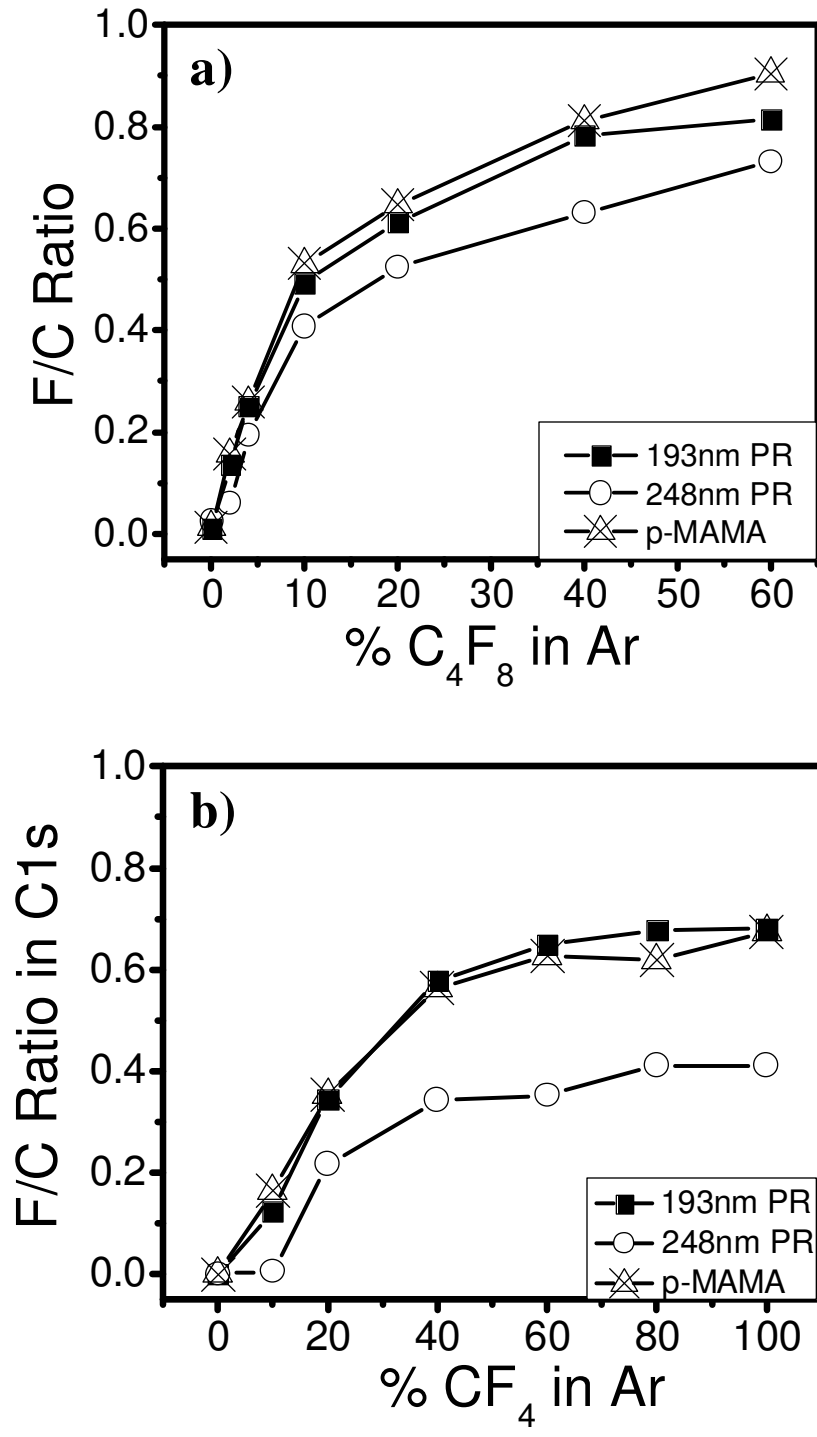 a)
1.0
0.8
0.6
0.4
0.2
0.0
F/C Ratio
193nm PR
248nm PR
p-MAMA
0 10 20 30 40 50 60
% C₄F₈ in Ar
b)
1.0
0.8
0.6
0.4
0.2
0.0
F/C Ratio in C1s
193nm PR
248nm PR
p-MAMA
0 20 40 60 80 100
% CF₄ in Ar